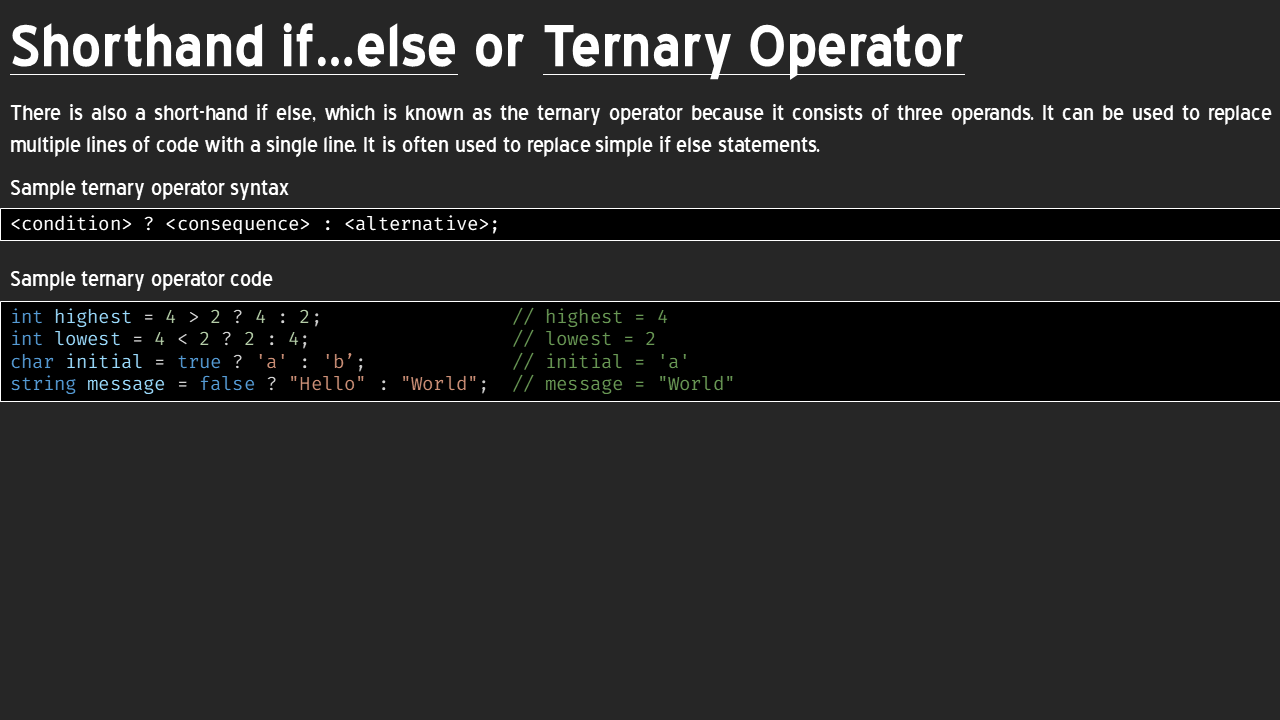 Shorthand if...else or Ternary Operator
There is also a short-hand if else, which is known as the ternary operator because it consists of three operands. It can be used to replace
multiple lines of code with a single line. It is often used to replace simple if else statements.
Sample ternary operator syntax
<condition> ? <consequence> : <alternative>;
Sample ternary operator code
int highest = 4 > 2 ? 4 : 2; // highest = 4
int lowest = 4 < 2 ? 2 : 4; // lowest = 2
char initial = true ? 'a' : 'b’; // initial = 'a'
string message = false ? "Hello" : "World"; // message = "World"